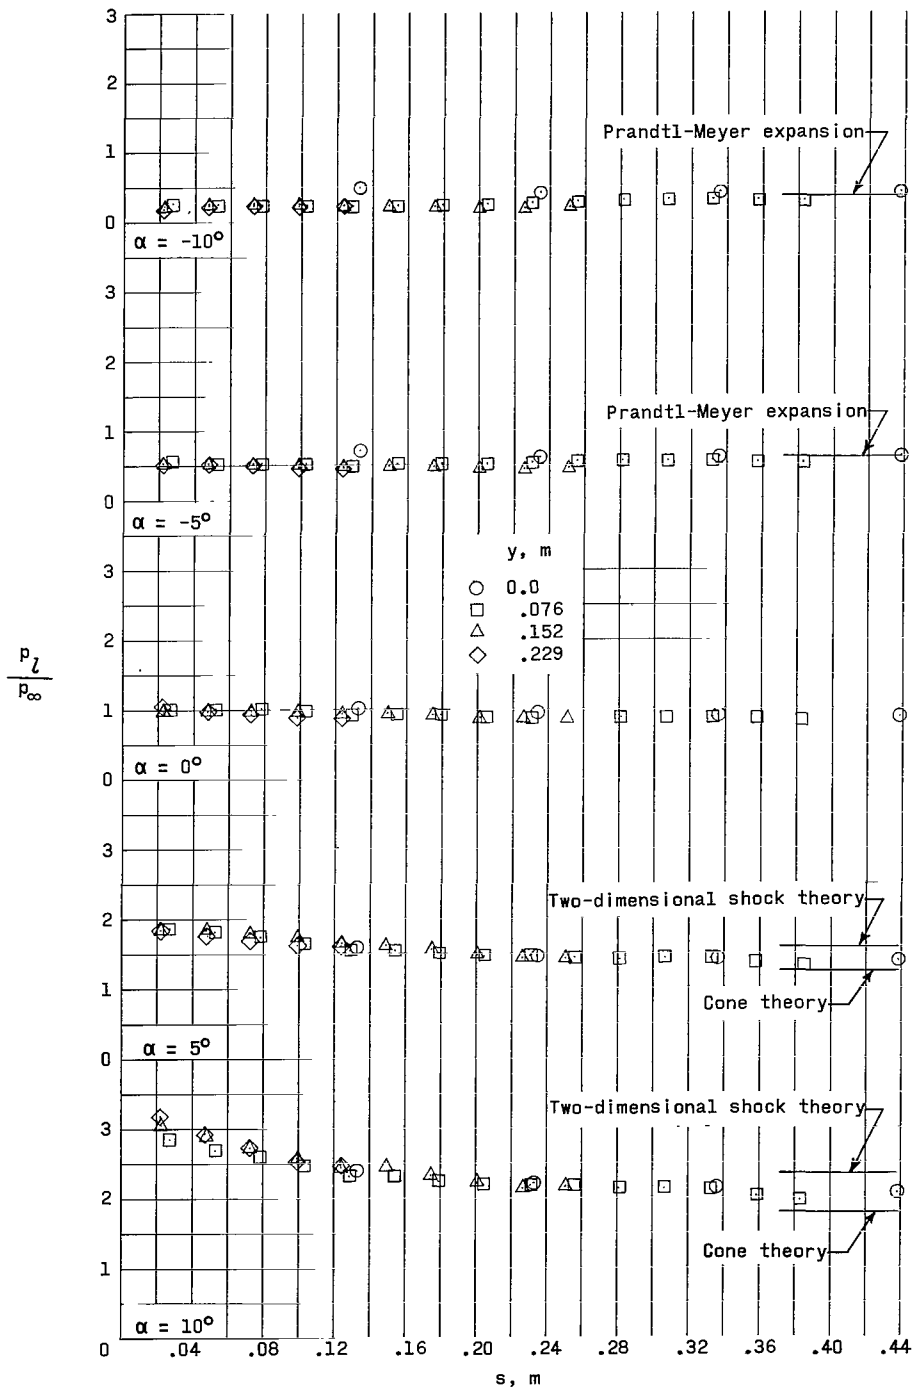 3
2
1
Prandtl-Meyer expansion
0
α = -10°
3
2
1
Prandtl-Meyer expansion
0
α = -5°
y, m
3
○ 0.0
□ .076
2
△ .152
◇ .229
p_l
p_∞
1
α = 0°
0
3
Two-dimensional shock theory
2
1
Cone theory
α = 5°
0
Two-dimensional shock theory
3
2
Cone theory
1
α = 10°
0 .04 .08 .12 .16 .20 .24 .28 .32 .36 .40 .44
s, m